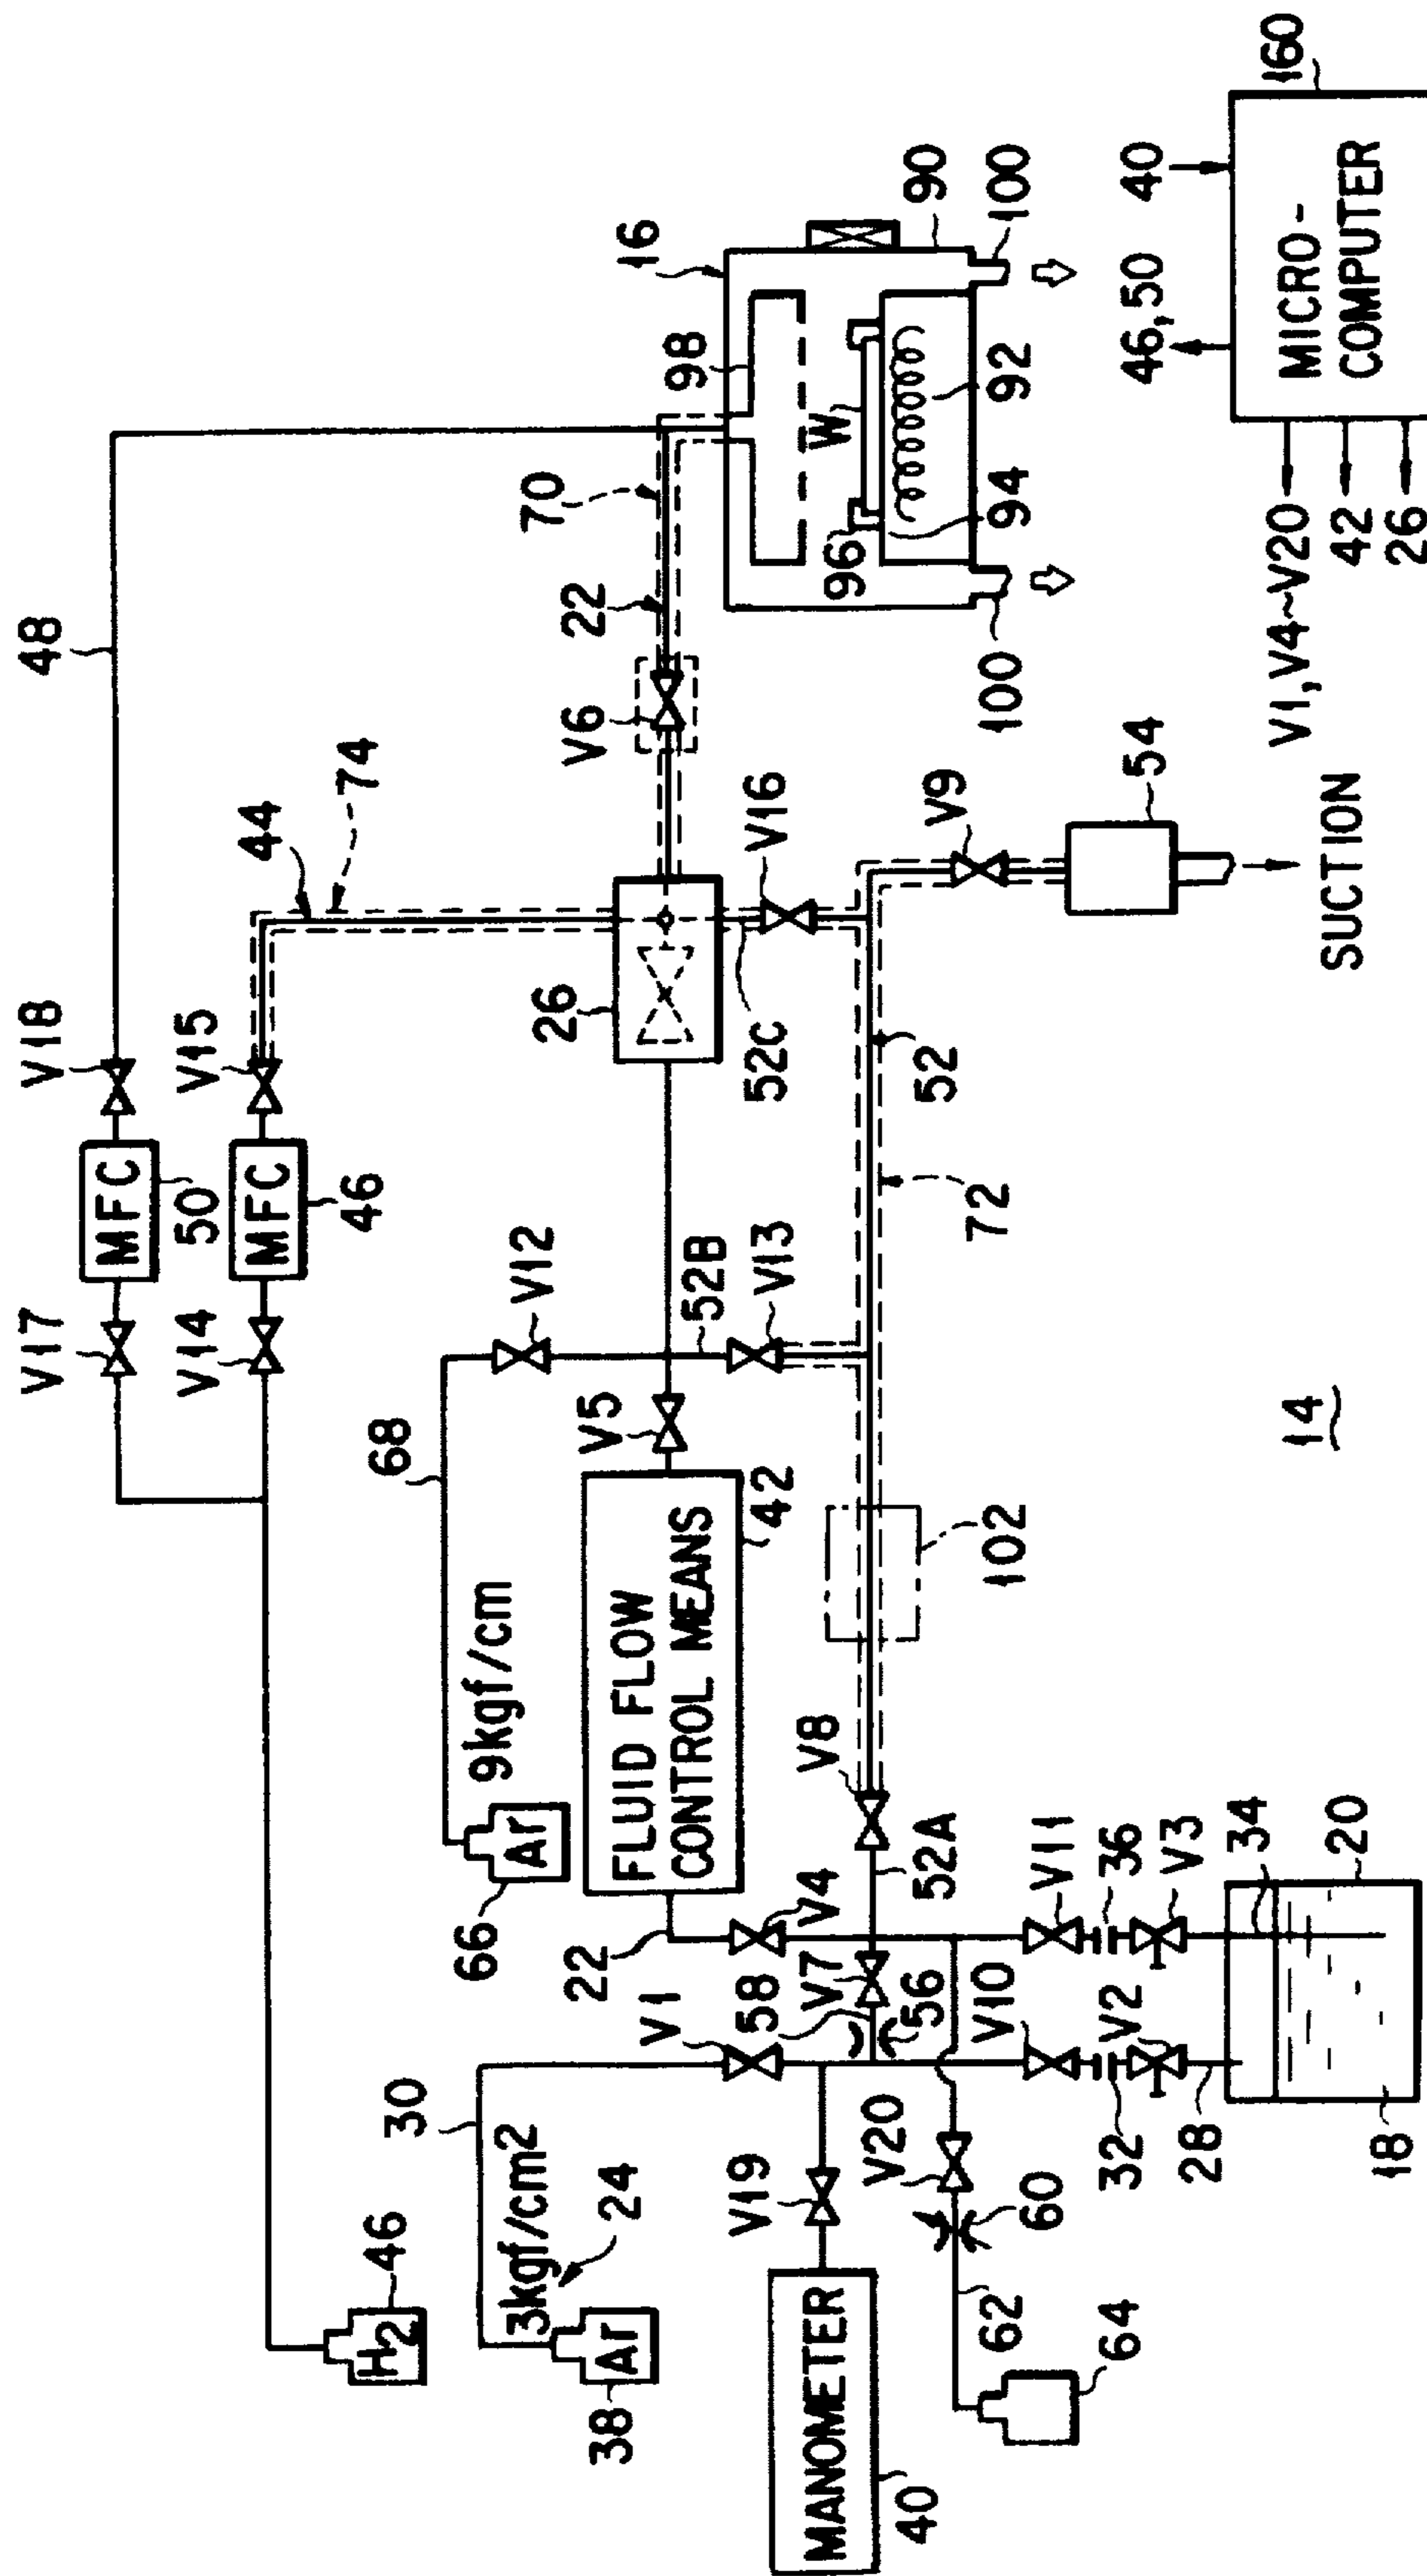 48
V18
V17
MFC
50
V15
V14
MFC
46
44
74
H2
46
70
22
V6
16
98
W
96
94
92
90
100
100
26
52C
V16
V12
68
52B
V13
V5
9kgf/cm
Ar
66
FLUID FLOW
CONTROL MEANS
42
22
V4
V1
30
3kgf/cm2
24
Ar
38
52
72
102
V8
52A
V7
58
56
V9
54
SUCTION
MANOMETER
40
V19
V20
60
62
64
V10
V11
32
36
V2
V3
28
34
18
20
14
40
46, 50
160
MICRO-
COMPUTER
V1, V4~V20
42
26